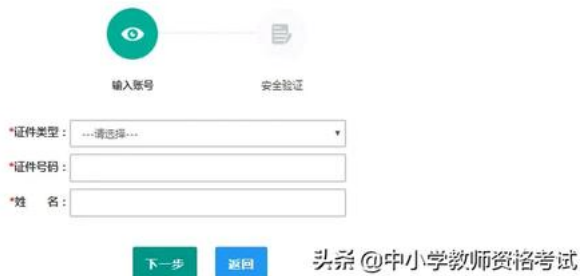 输入账号
安全验证
*证件类型： ---请选择---
*证件号码：
*姓 名：
下一步 返回
头条 @中小学教师资格考试